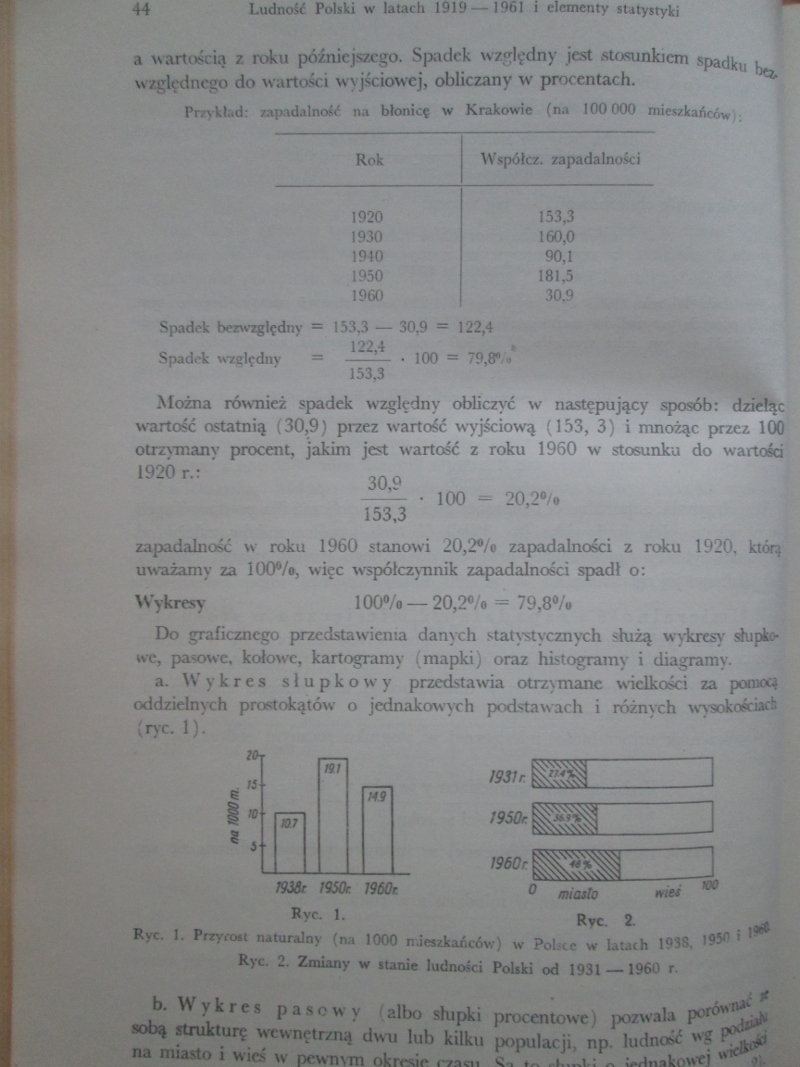 44 Ludność Polski w latach 1919 — 1961 i elementy statystyki
a wartością z roku późniejszego. Spadek względny jest stosunkiem spadku bez-
względnego do wartości wyjściowej, obliczany w procentach.
Przykład: zapadalność na błonicę w Krakowie (na 100 000 mieszkańców):
Rok Współcz. zapadalności
1920 153,3
1930 160,0
1940 90,1
1950 181,5
1960 30,9
Spadek bezwzględny = 153,3 — 30,9 = 122,4
Spadek względny = 122,4 / 153,3 · 100 = 79,8%
Można również spadek względny obliczyć w następujący sposób: dzieląc
wartość ostatnią (30,9) przez wartość wyjściową (153, 3) i mnożąc przez 100
otrzymany procent, jakim jest wartość z roku 1960 w stosunku do wartości
1920 r.:
30,9 / 153,3 · 100 = 20,2%
zapadalność w roku 1960 stanowi 20,2% zapadalności z roku 1920, którą
uważamy za 100%, więc współczynnik zapadalności spadł o:
Wykresy 100% — 20,2% = 79,8%
Do graficznego przedstawienia danych statystycznych służą wykresy słupko-
we, pasowe, kołowe, kartogramy (mapki) oraz histogramy i diagramy.
a. Wykres słupkowy przedstawia otrzymane wielkości za pomocą
oddzielnych prostokątów o jednakowych podstawach i różnych wysokościach
(ryc. 1).
na 1000 m.
20
15
10
5
10.7
19.1
14.9
1938r. 1950r. 1960r.
Ryc. 1.
1931 r. 27.4%
1950r. 36.9%
1960r. 48%
0 miasto wieś 100
Ryc. 2.
Ryc. 1. Przyrost naturalny (na 1000 mieszkańców) w Polsce w latach 1938, 1950 i 1960
Ryc. 2. Zmiany w stanie ludności Polski od 1931 — 1960 r.
b. Wykres pasowy (albo słupki procentowe) pozwala porównać ze
sobą strukturę wewnętrzną dwu lub kilku populacji, np. ludność wg podziału
na miasto i wieś w pewnym okresie czasu. Są to słupki o jednakowej wielkości